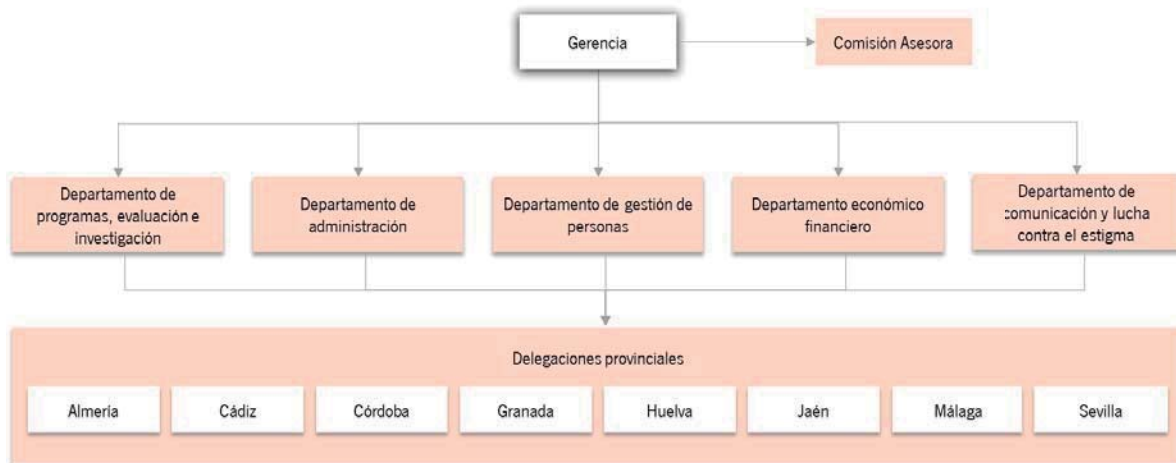 Gerencia
Comisión Asesora
Departamento de
programas, evaluación e
investigación
Departamento de
administración
Departamento de gestión de
personas
Departamento económico
financiero
Departamento de
comunicación y lucha
contra el estigma
Delegaciones provinciales
Almería
Cádiz
Córdoba
Granada
Huelva
Jaén
Málaga
Sevilla